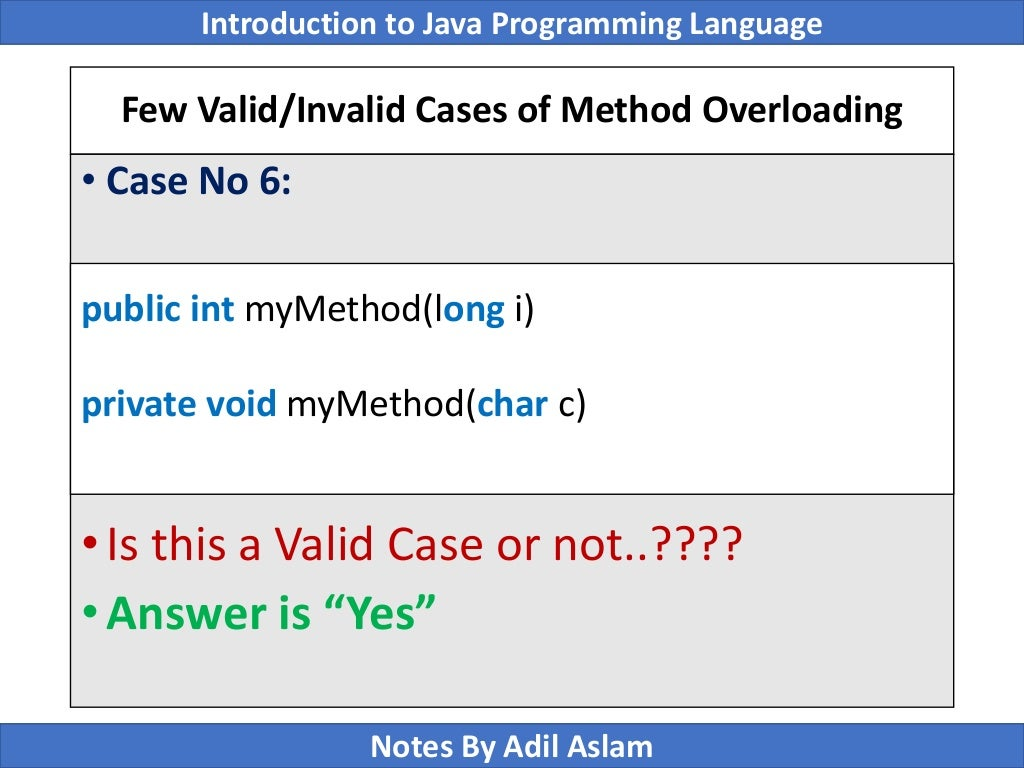 Introduction to Java Programming Language
Few Valid/Invalid Cases of Method Overloading
• Case No 6:
public int myMethod(long i)
private void myMethod(char c)
• Is this a Valid Case or not..????
• Answer is “Yes”
Notes By Adil Aslam